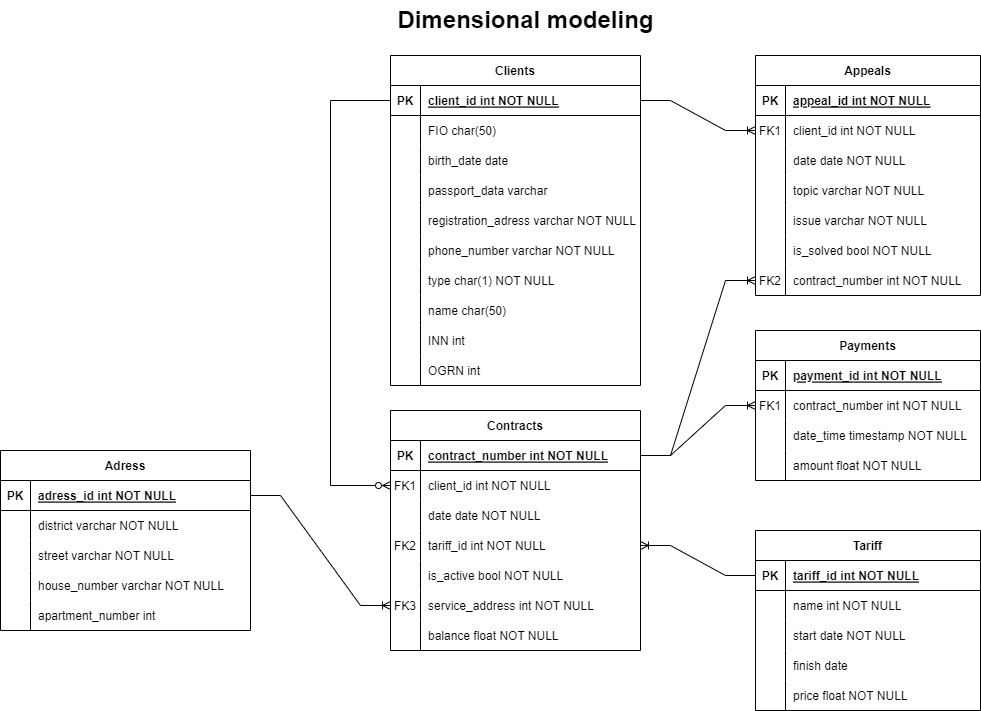 Dimensional modeling
Clients
PK client_id int NOT NULL
FIO char(50)
birth_date date
passport_data varchar
registration_adress varchar NOT NULL
phone_number varchar NOT NULL
type char(1) NOT NULL
name char(50)
INN int
OGRN int
Appeals
PK appeal_id int NOT NULL
FK1 client_id int NOT NULL
date date NOT NULL
topic varchar NOT NULL
issue varchar NOT NULL
is_solved bool NOT NULL
FK2 contract_number int NOT NULL
Payments
PK payment_id int NOT NULL
FK1 contract_number int NOT NULL
date_time timestamp NOT NULL
amount float NOT NULL
Contracts
PK contract_number int NOT NULL
FK1 client_id int NOT NULL
date date NOT NULL
FK2 tariff_id int NOT NULL
is_active bool NOT NULL
FK3 service_address int NOT NULL
balance float NOT NULL
Adress
PK adress_id int NOT NULL
district varchar NOT NULL
street varchar NOT NULL
house_number varchar NOT NULL
apartment_number int
Tariff
PK tariff_id int NOT NULL
name int NOT NULL
start date NOT NULL
finish date
price float NOT NULL